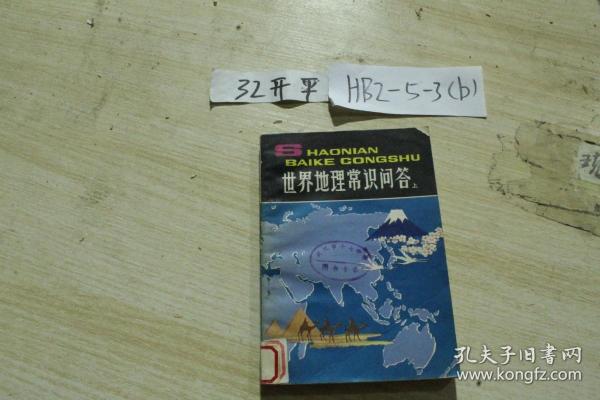 32开平
HB2-5-3(b)
SHAONIAN
BAIKE CONGSHU
世界地理常识问答上
孔夫子旧书网
www.kongfz.com